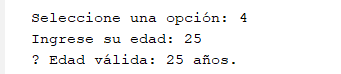 Seleccione una opción: 4
Ingrese su edad: 25
? Edad válida: 25 años.